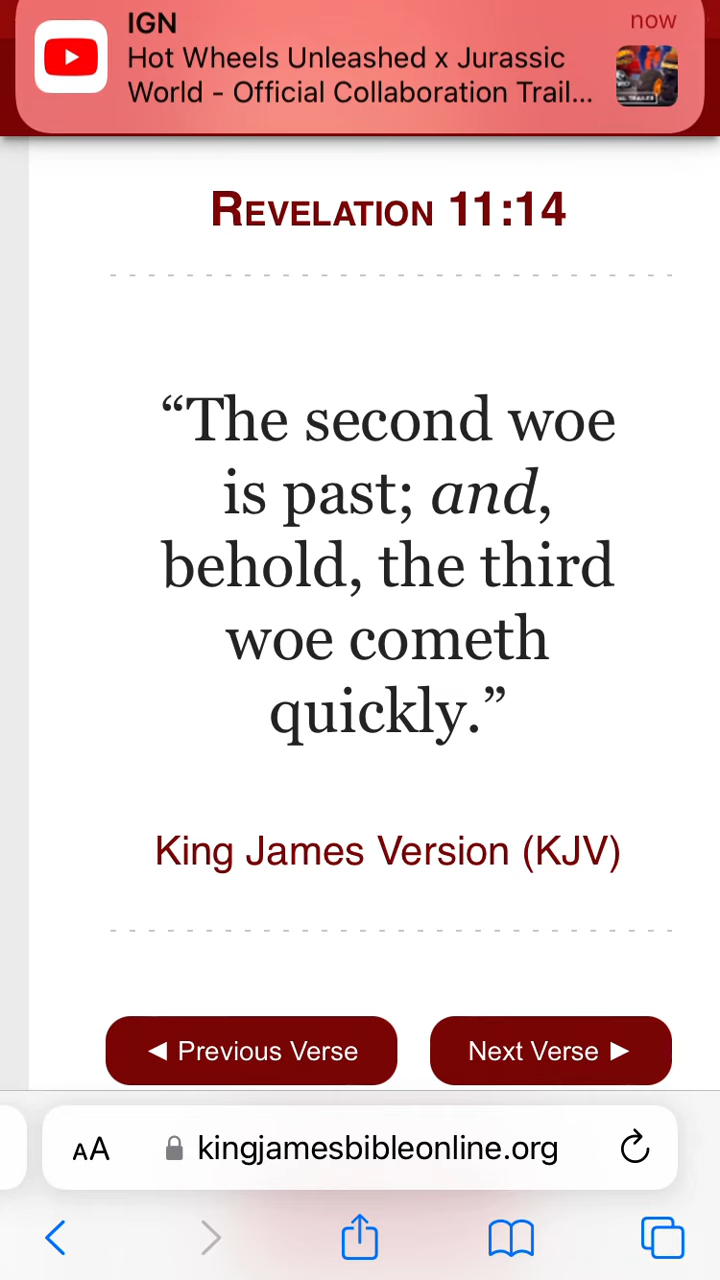 IGN
now
Hot Wheels Unleashed x Jurassic
World - Official Collaboration Trail...
REVELATION 11:14
“The second woe
is past; and,
behold, the third
woe cometh
quickly.”
King James Version (KJV)
◀ Previous Verse
Next Verse ▶
AA
kingjamesbibleonline.org